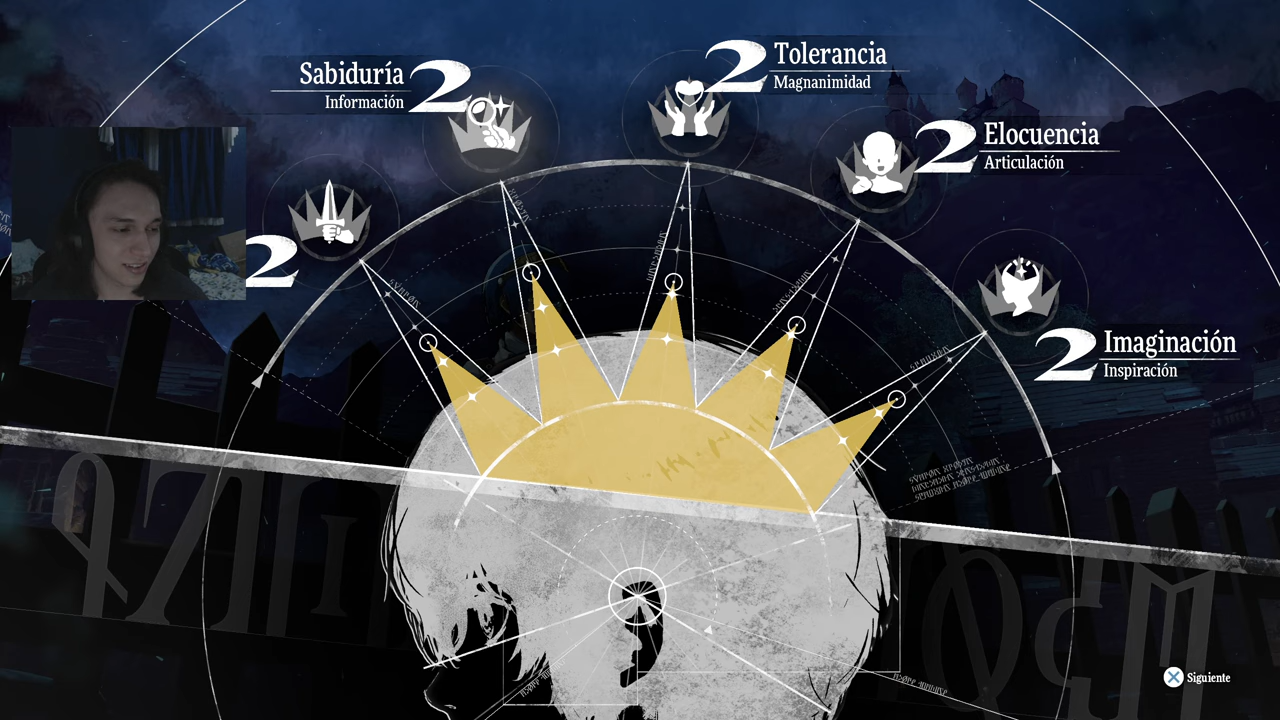 Sabiduría
2
Información
2
Tolerancia
Magnanimidad
2
Elocuencia
Articulación
2
2
Imaginación
Inspiración
Siguiente